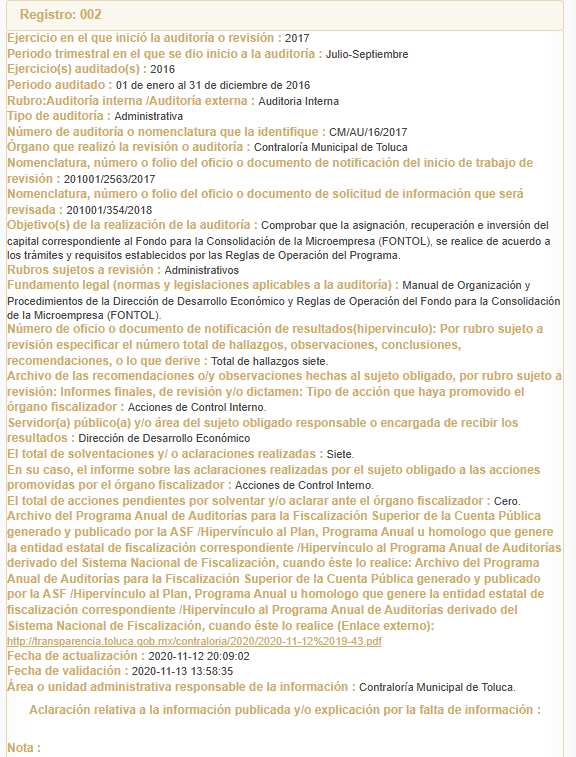 Registro: 002
Ejercicio en el que inició la auditoría o revisión : 2017
Periodo trimestral en el que se dio inicio a la auditoría : Julio-Septiembre
Ejercicio(s) auditado(s) : 2016
Periodo auditado : 01 de enero al 31 de diciembre de 2016
Rubro:Auditoría interna /Auditoría externa : Auditoria Interna
Tipo de auditoría : Administrativa
Número de auditoría o nomenclatura que la identifique : CM/AU/16/2017
Órgano que realizó la revisión o auditoría : Contraloría Municipal de Toluca
Nomenclatura, número o folio del oficio o documento de notificación del inicio de trabajo de
revisión : 201001/2563/2017
Nomenclatura, número o folio del oficio o documento de solicitud de información que será
revisada : 201001/354/2018
Objetivo(s) de la realización de la auditoría : Comprobar que la asignación, recuperación e inversión del
capital correspondiente al Fondo para la Consolidación de la Microempresa (FONTOL), se realice de acuerdo a
los trámites y requisitos establecidos por las Reglas de Operación del Programa.
Rubros sujetos a revisión : Administrativos
Fundamento legal (normas y legislaciones aplicables a la auditoría) : Manual de Organización y
Procedimientos de la Dirección de Desarrollo Económico y Reglas de Operación del Fondo para la Consolidación
de la Microempresa (FONTOL).
Número de oficio o documento de notificación de resultados(hipervinculo): Por rubro sujeto a
revisión especificar el número total de hallazgos, observaciones, conclusiones,
recomendaciones, o lo que derive : Total de hallazgos siete.
Archivo de las recomendaciones o/y observaciones hechas al sujeto obligado, por rubro sujeto a
revisión: Informes finales, de revisión y/o dictamen: Tipo de acción que haya promovido el
órgano fiscalizador : Acciones de Control Interno.
Servidor(a) público(a) y/o área del sujeto obligado responsable o encargada de recibir los
resultados : Dirección de Desarrollo Económico
El total de solventaciones y/ o aclaraciones realizadas : Siete.
En su caso, el informe sobre las aclaraciones realizadas por el sujeto obligado a las acciones
promovidas por el órgano fiscalizador : Acciones de Control Interno.
El total de acciones pendientes por solventar y/o aclarar ante el órgano fiscalizador : Cero.
Archivo del Programa Anual de Auditorías para la Fiscalización Superior de la Cuenta Pública
generado y publicado por la ASF /Hipervínculo al Plan, Programa Anual u homologo que genere
la entidad estatal de fiscalización correspondiente /Hipervínculo al Programa Anual de Auditorías
derivado del Sistema Nacional de Fiscalización, cuando éste lo realice: Archivo del Programa
Anual de Auditorías para la Fiscalización Superior de la Cuenta Pública generado y publicado
por la ASF /Hipervínculo al Plan, Programa Anual u homologo que genere la entidad estatal de
fiscalización correspondiente /Hipervínculo al Programa Anual de Auditorías derivado del
Sistema Nacional de Fiscalización, cuando éste lo realice (Enlace externo):
http://transparencia.toluca.gob.mx/contraloria/2020/2020-11-12%2019-43.pdf
Fecha de actualización : 2020-11-12 20:09:02
Fecha de validación : 2020-11-13 13:58:35
Área o unidad administrativa responsable de la información : Contraloría Municipal de Toluca.
Aclaración relativa a la información publicada y/o explicación por la falta de información :
Nota :